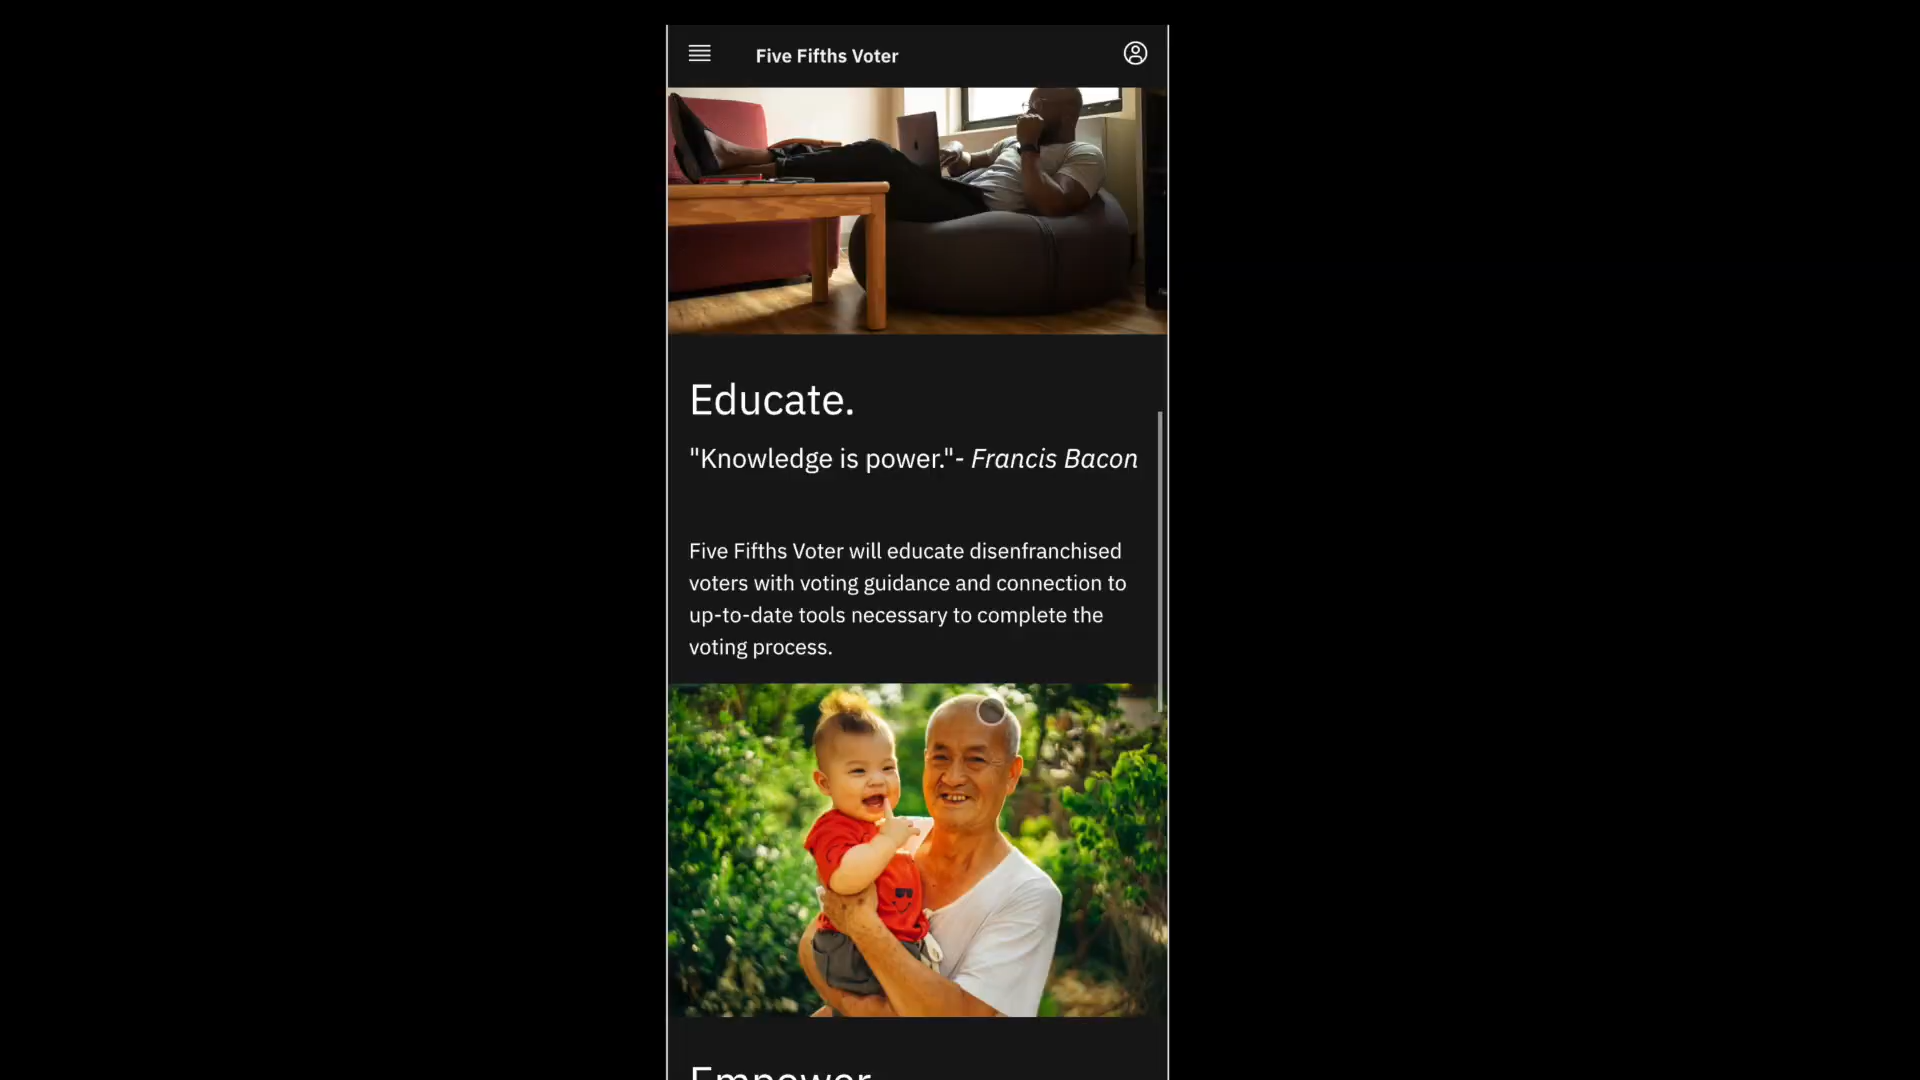 Five Fifths Voter
Educate.
"Knowledge is power."- Francis Bacon
Five Fifths Voter will educate disenfranchised
voters with voting guidance and connection to
up-to-date tools necessary to complete the
voting process.
Empower